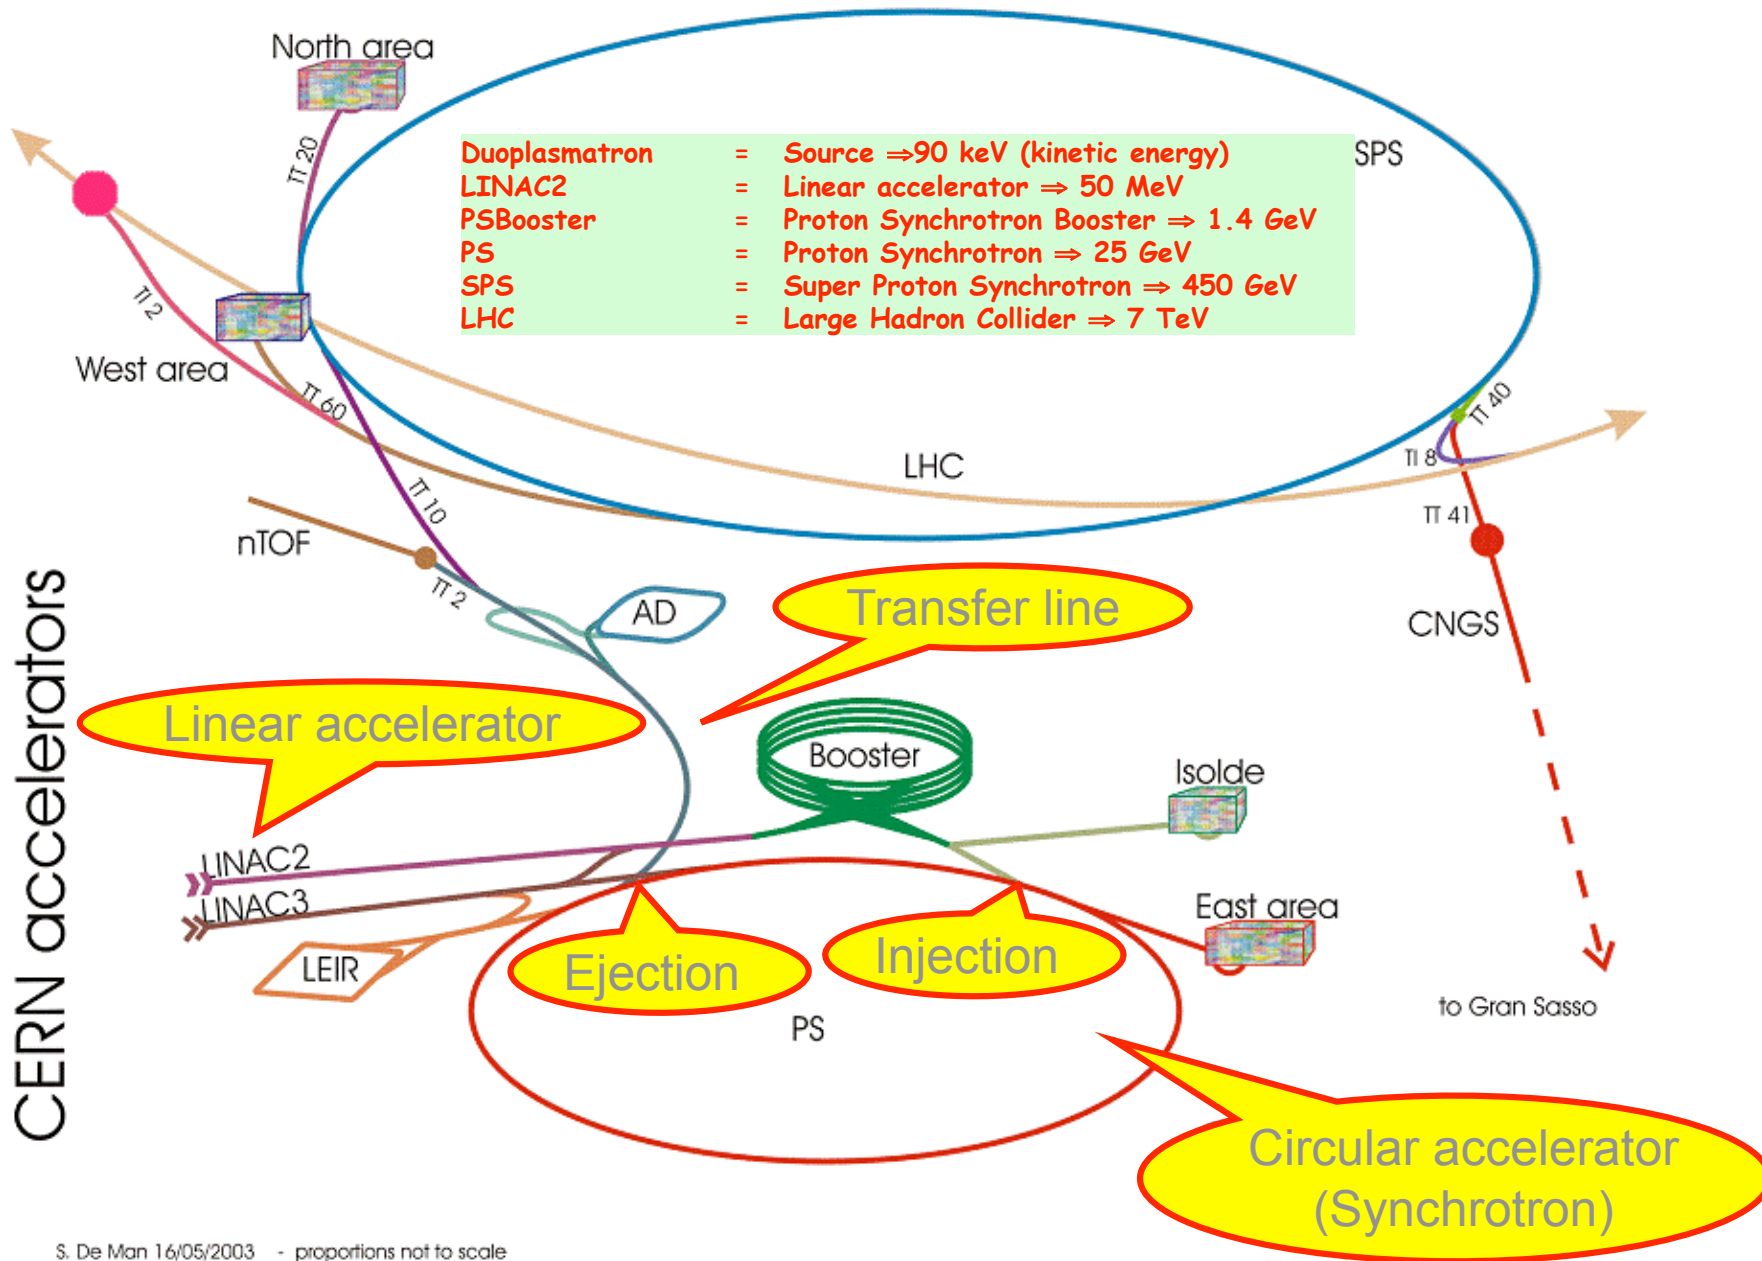 North area
TT 20
Duoplasmatron = Source ⇒90 keV (kinetic energy)
LINAC2 = Linear accelerator ⇒ 50 MeV
PSBooster = Proton Synchrotron Booster ⇒ 1.4 GeV
PS = Proton Synchrotron ⇒ 25 GeV
SPS = Super Proton Synchrotron ⇒ 450 GeV
LHC = Large Hadron Collider ⇒ 7 TeV
SPS
TI 2
West area
TT 60
TT 40
TI 8
LHC
TT 10
TT 41
nTOF
TT 2
AD
Transfer line
CNGS
CERN accelerators
Linear accelerator
Booster
Isolde
LINAC2
LINAC3
East area
LEIR
Ejection
Injection
to Gran Sasso
PS
Circular accelerator
(Synchrotron)
S. De Man 16/05/2003 - proportions not to scale